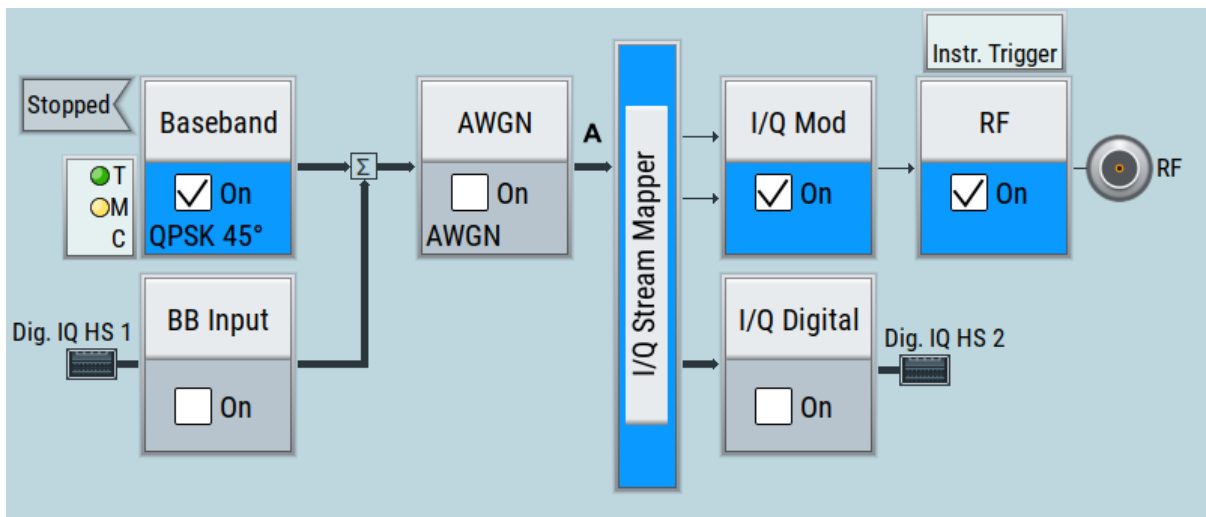 Instr. Trigger
Stopped
Baseband
AWGN
A
I/Q Mod
RF
T
M
C
On
QPSK 45°
Σ
On
AWGN
I/Q Stream Mapper
On
On
RF
Dig. IQ HS 1
BB Input
On
I/Q Digital
On
Dig. IQ HS 2